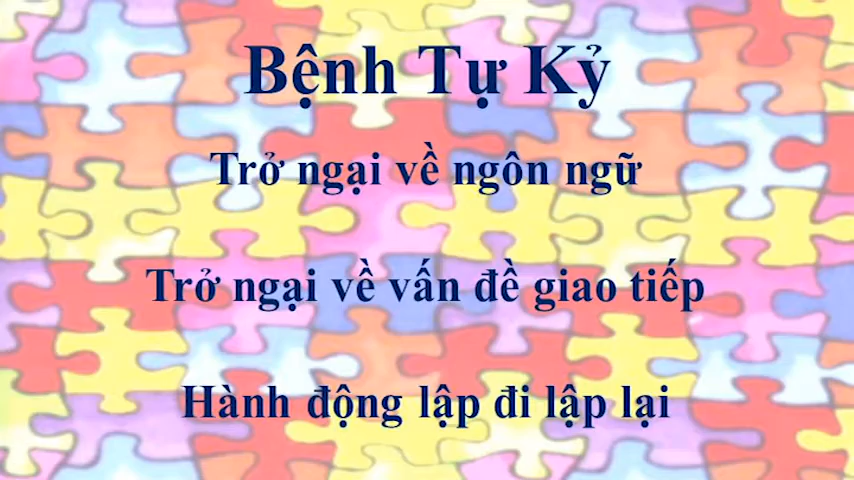 Bệnh Tự Kỷ
Trở ngại về ngôn ngữ
Trở ngại về vấn đề giao tiếp
Hành động lập đi lập lại